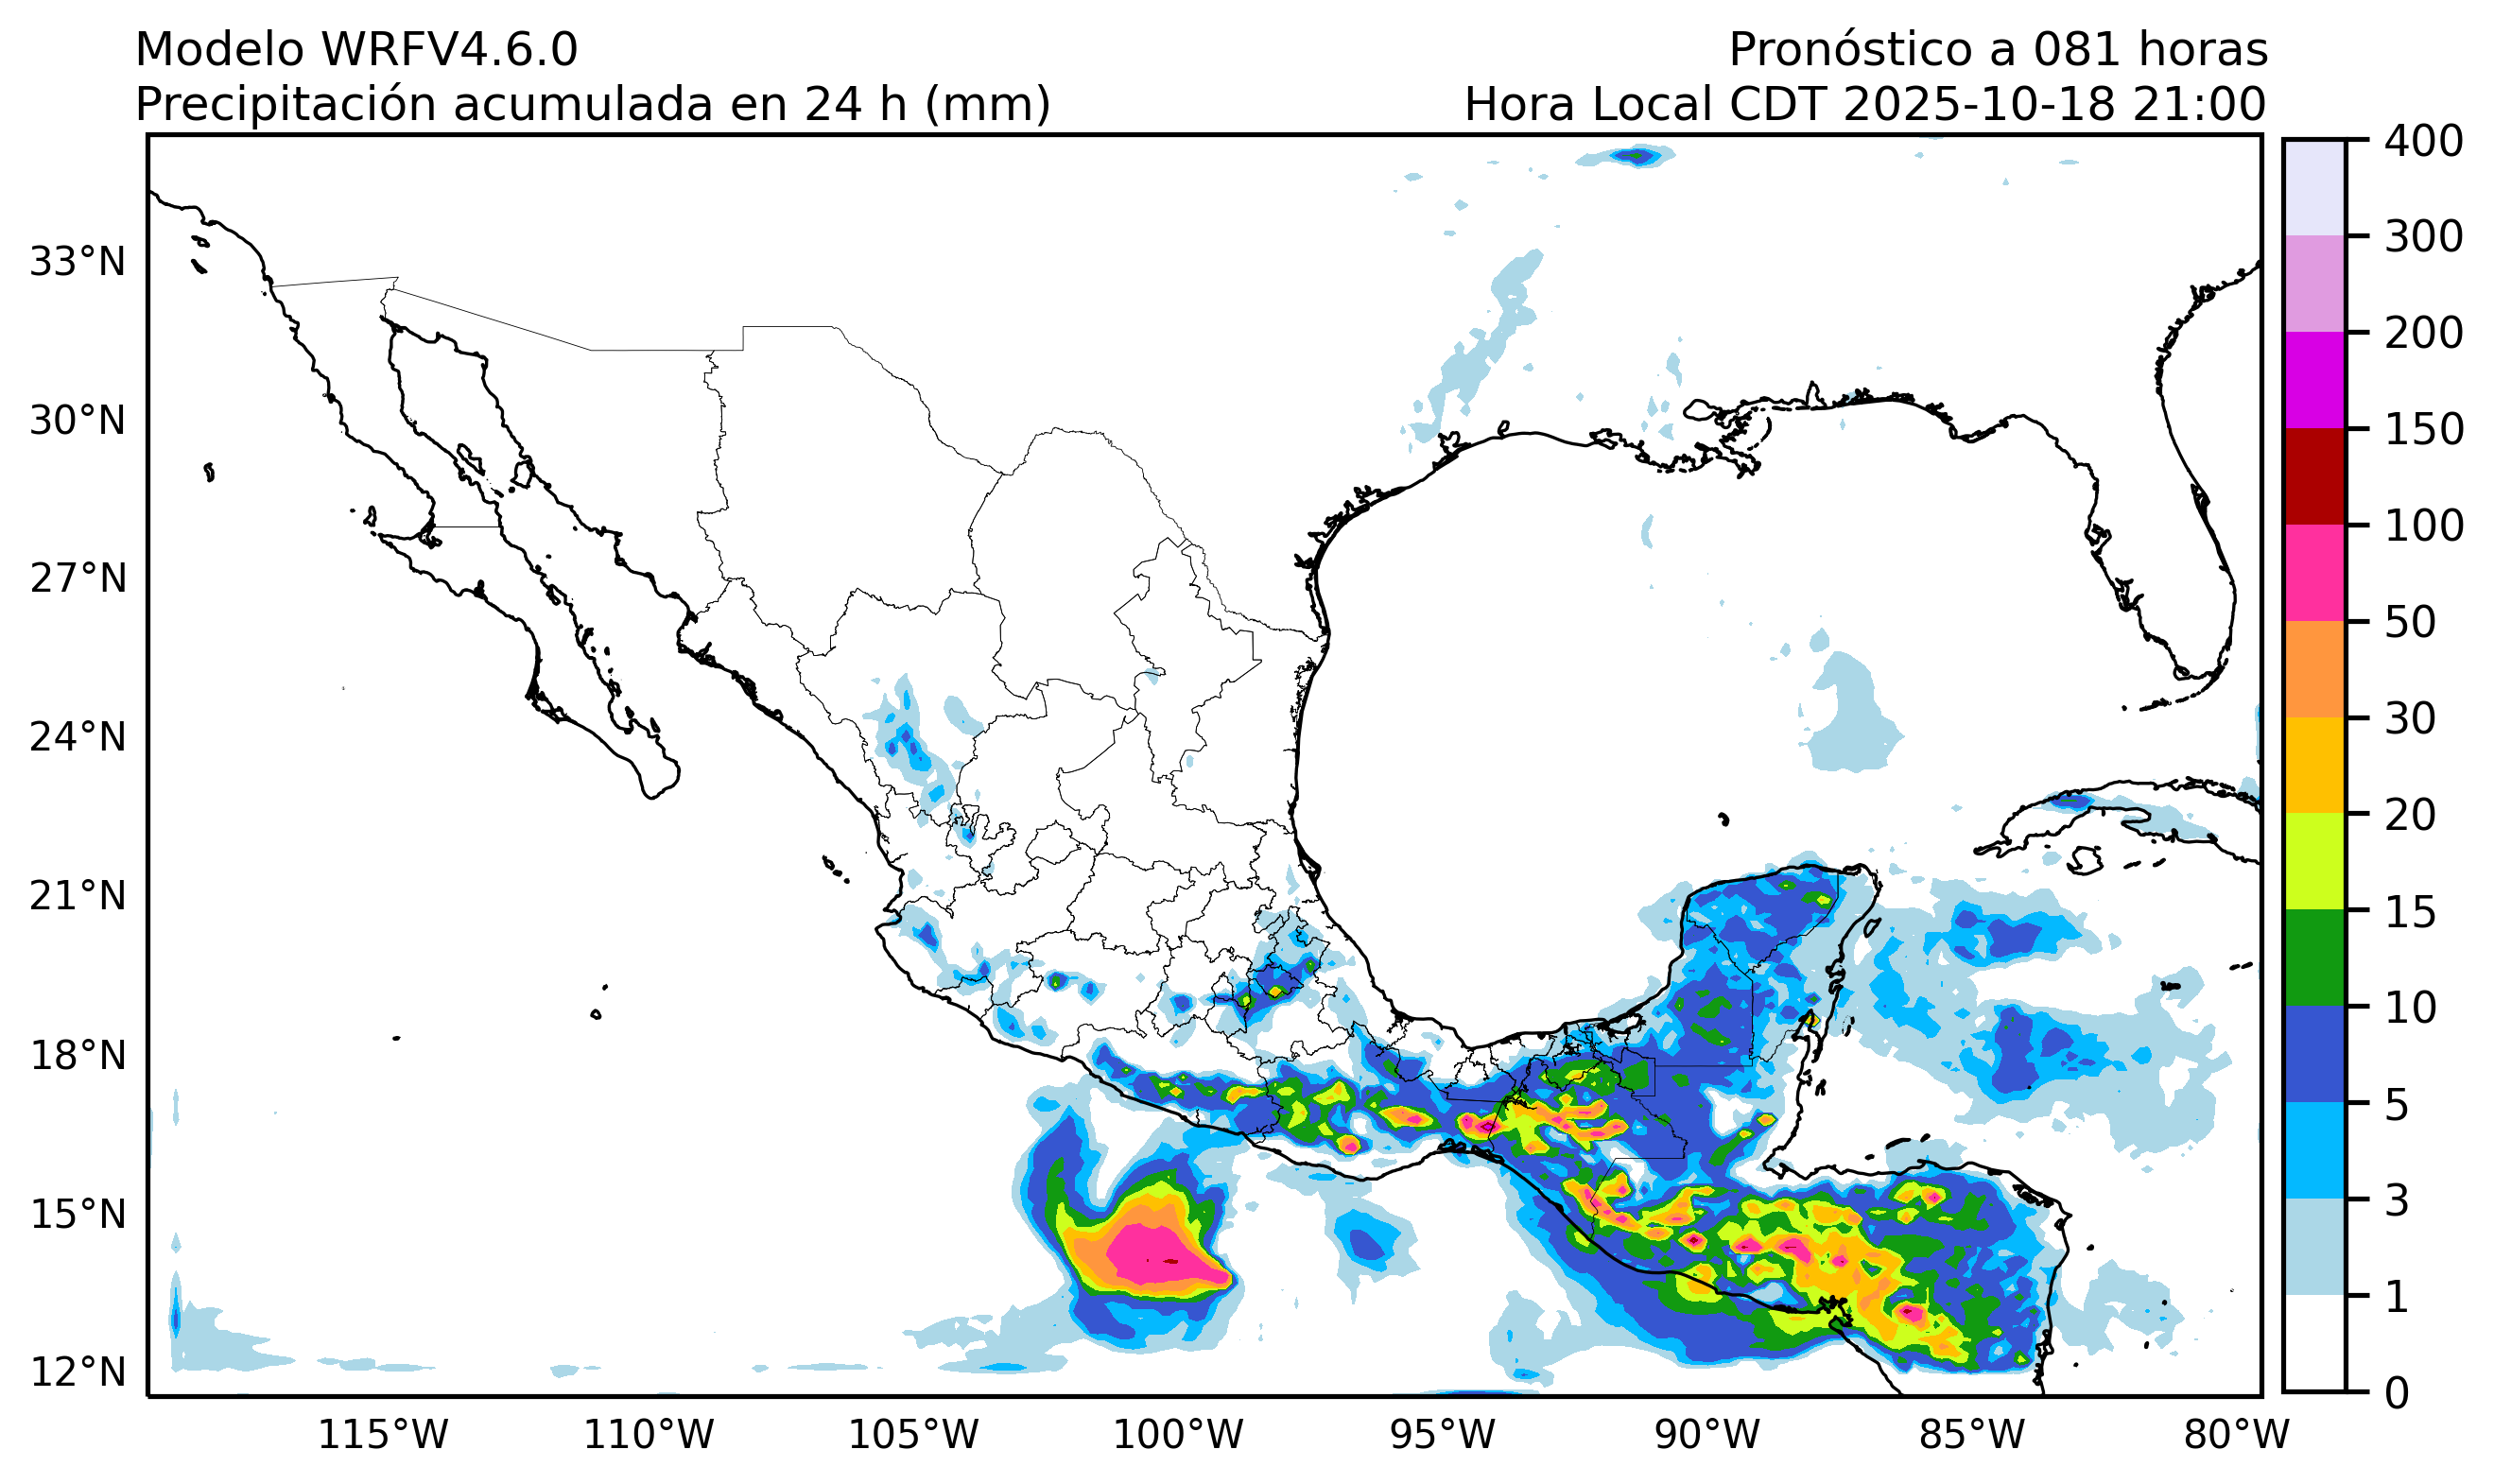 Modelo WRFV4.6.0
Pronóstico a 081 horas
Precipitación acumulada en 24 h (mm)
Hora Local CDT 2025-10-18 21:00
33°N
30°N
27°N
24°N
21°N
18°N
15°N
12°N
115°W
110°W
105°W
100°W
95°W
90°W
85°W
80°W
400
300
200
150
100
50
30
20
15
10
5
3
1
0